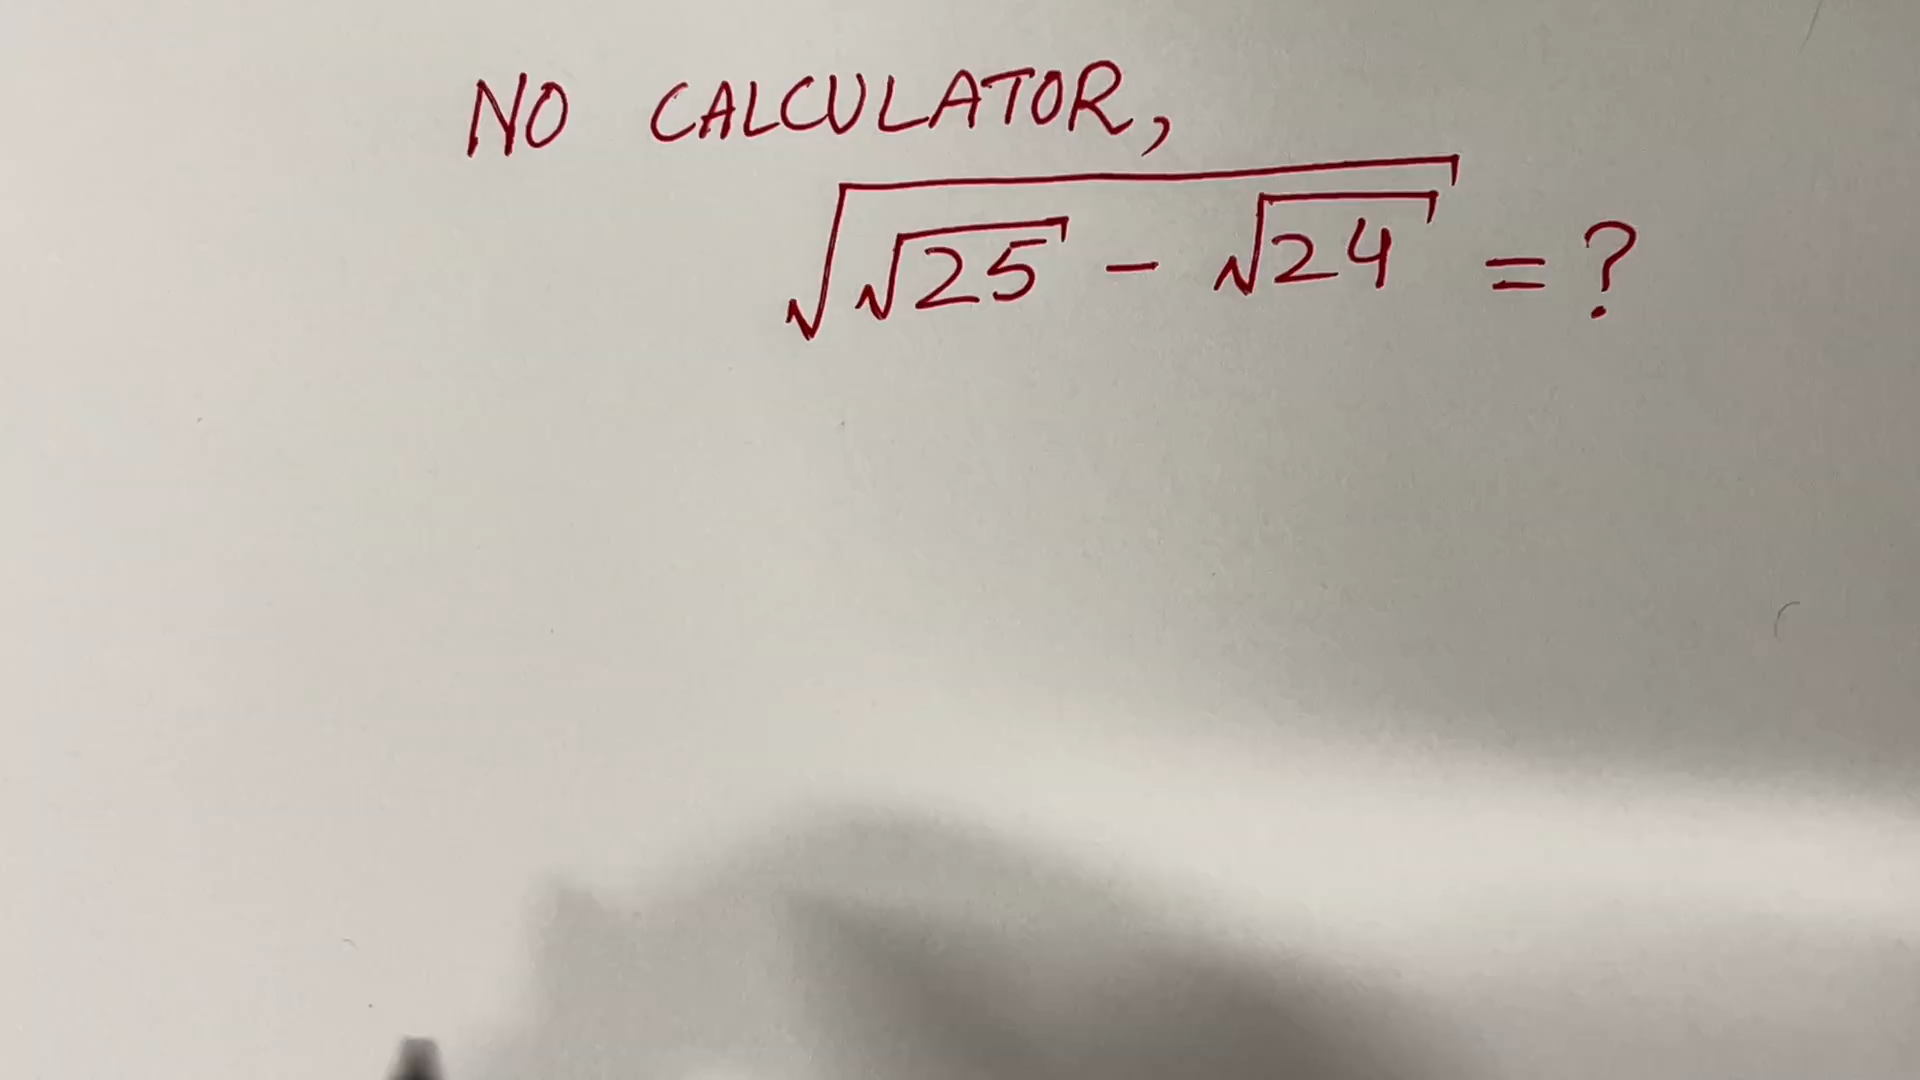 NO CALCULATOR,
√(√25 - √24) = ?